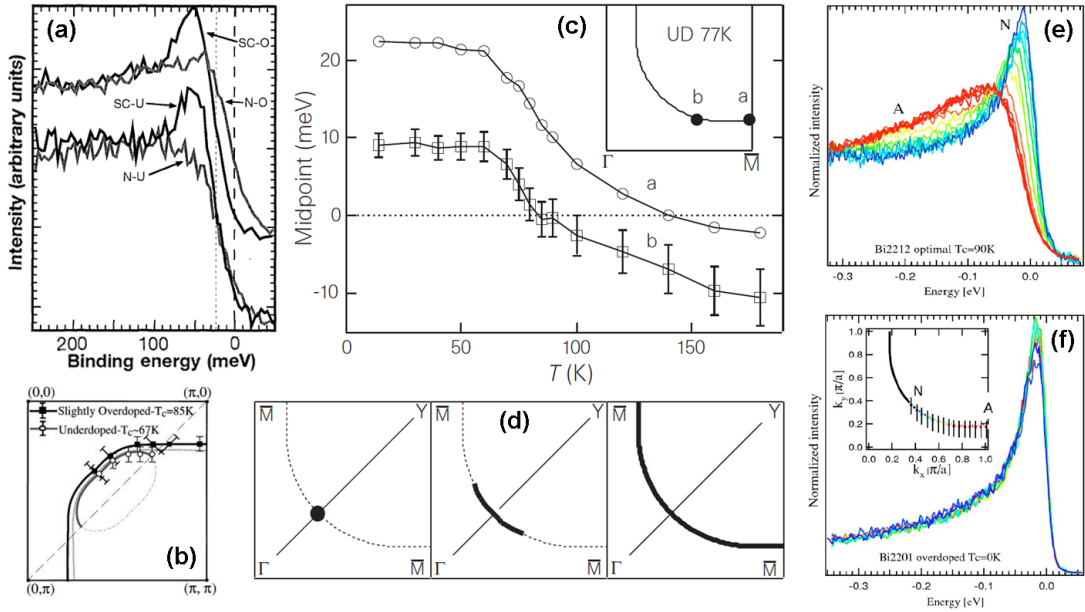 (a)
SC-O
SC-U
N-O
N-U
Intensity (arbitrary units)
200
100
0
Binding energy (meV)
(b)
(0,0)
(π,0)
Slightly Overdoped-Tc=85K
Underdoped-Tc~67K
(0,π)
(π, π)
(c)
UD 77K
b
a
Γ
M̅
a
b
Midpoint (meV)
20
10
0
-10
0
50
100
150
T (K)
(d)
M̅
Y
Γ
M̅
Y
Γ
M̅
M̅
Y
Γ
M̅
(e)
N
A
Normalized intensity
Bi2212 optimal Tc=90K
-0.3
-0.2
-0.1
0.0
Energy [eV]
(f)
1.0
0.8
0.6
0.4
0.2
0.0
ky [π/a]
N
A
0.0 0.2 0.4 0.6 0.8 1.0
kx [π/a]
Normalized intensity
Bi2201 overdoped Tc=0K
-0.3
-0.2
-0.1
0.0
Energy [eV]